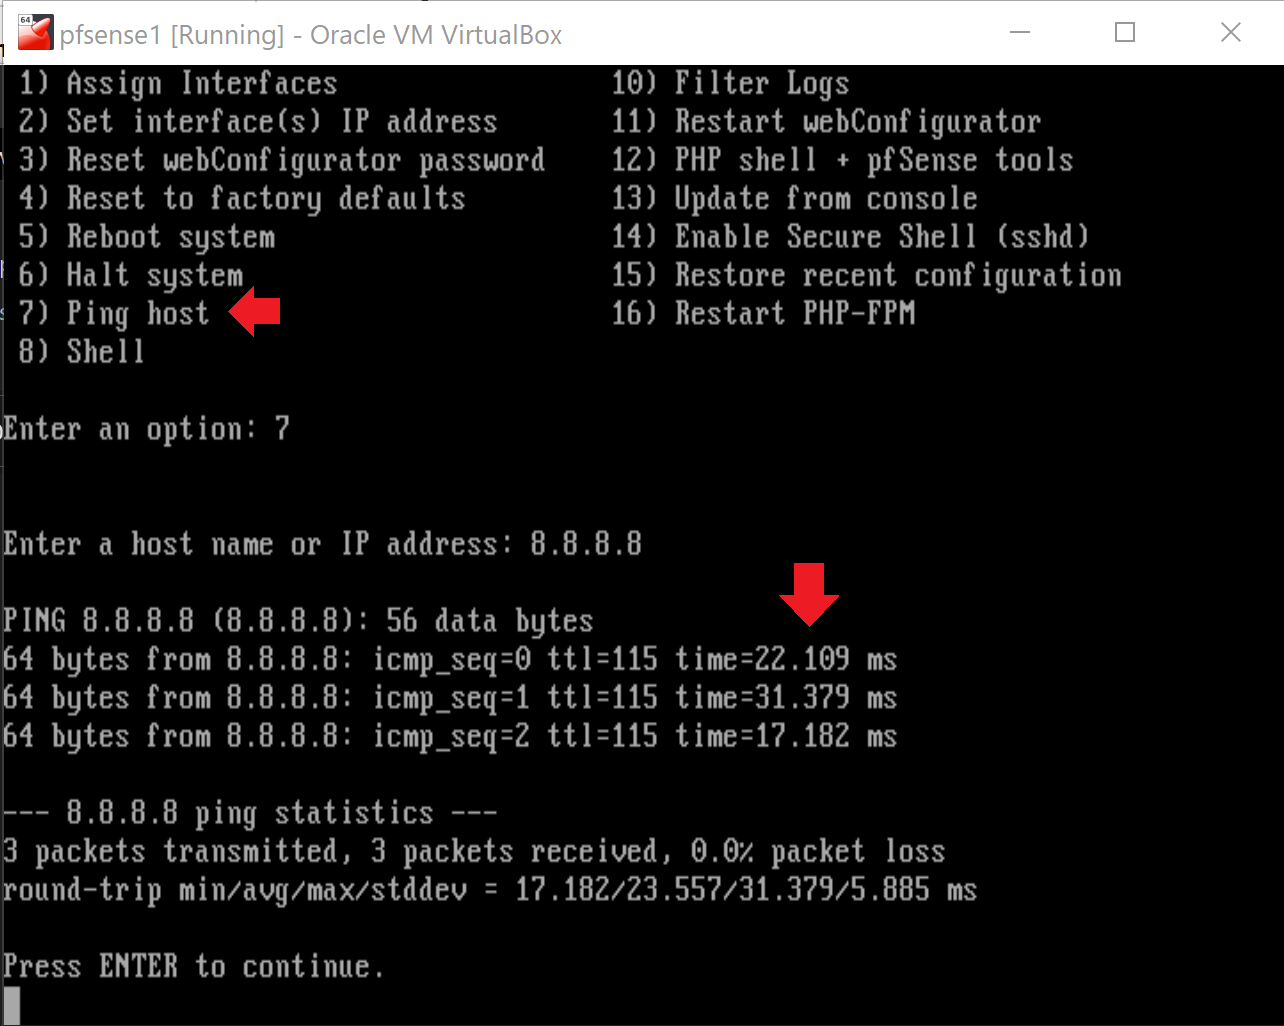 64
pfsense1 [Running] - Oracle VM VirtualBox
1) Assign Interfaces 10) Filter Logs
2) Set interface(s) IP address 11) Restart webConfigurator
3) Reset webConfigurator password 12) PHP shell + pfSense tools
4) Reset to factory defaults 13) Update from console
5) Reboot system 14) Enable Secure Shell (sshd)
6) Halt system 15) Restore recent configuration
7) Ping host 16) Restart PHP-FPM
8) Shell
Enter an option: 7
Enter a host name or IP address: 8.8.8.8
PING 8.8.8.8 (8.8.8.8): 56 data bytes
64 bytes from 8.8.8.8: icmp_seq=0 ttl=115 time=22.109 ms
64 bytes from 8.8.8.8: icmp_seq=1 ttl=115 time=31.379 ms
64 bytes from 8.8.8.8: icmp_seq=2 ttl=115 time=17.182 ms
--- 8.8.8.8 ping statistics ---
3 packets transmitted, 3 packets received, 0.0% packet loss
round-trip min/avg/max/stddev = 17.182/23.557/31.379/5.885 ms
Press ENTER to continue.